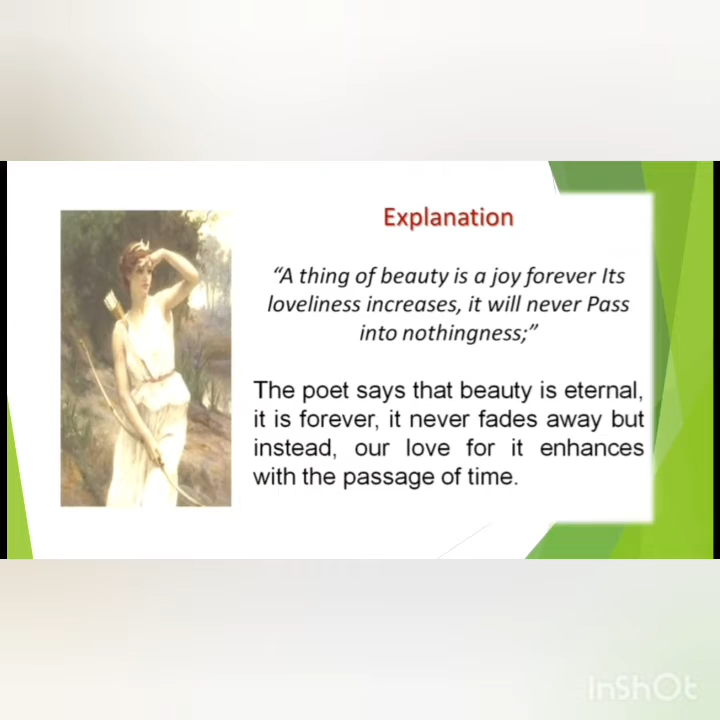 Explanation
“A thing of beauty is a joy forever Its
loveliness increases, it will never Pass
into nothingness;”
The poet says that beauty is eternal,
it is forever, it never fades away but
instead, our love for it enhances
with the passage of time.
InShOt